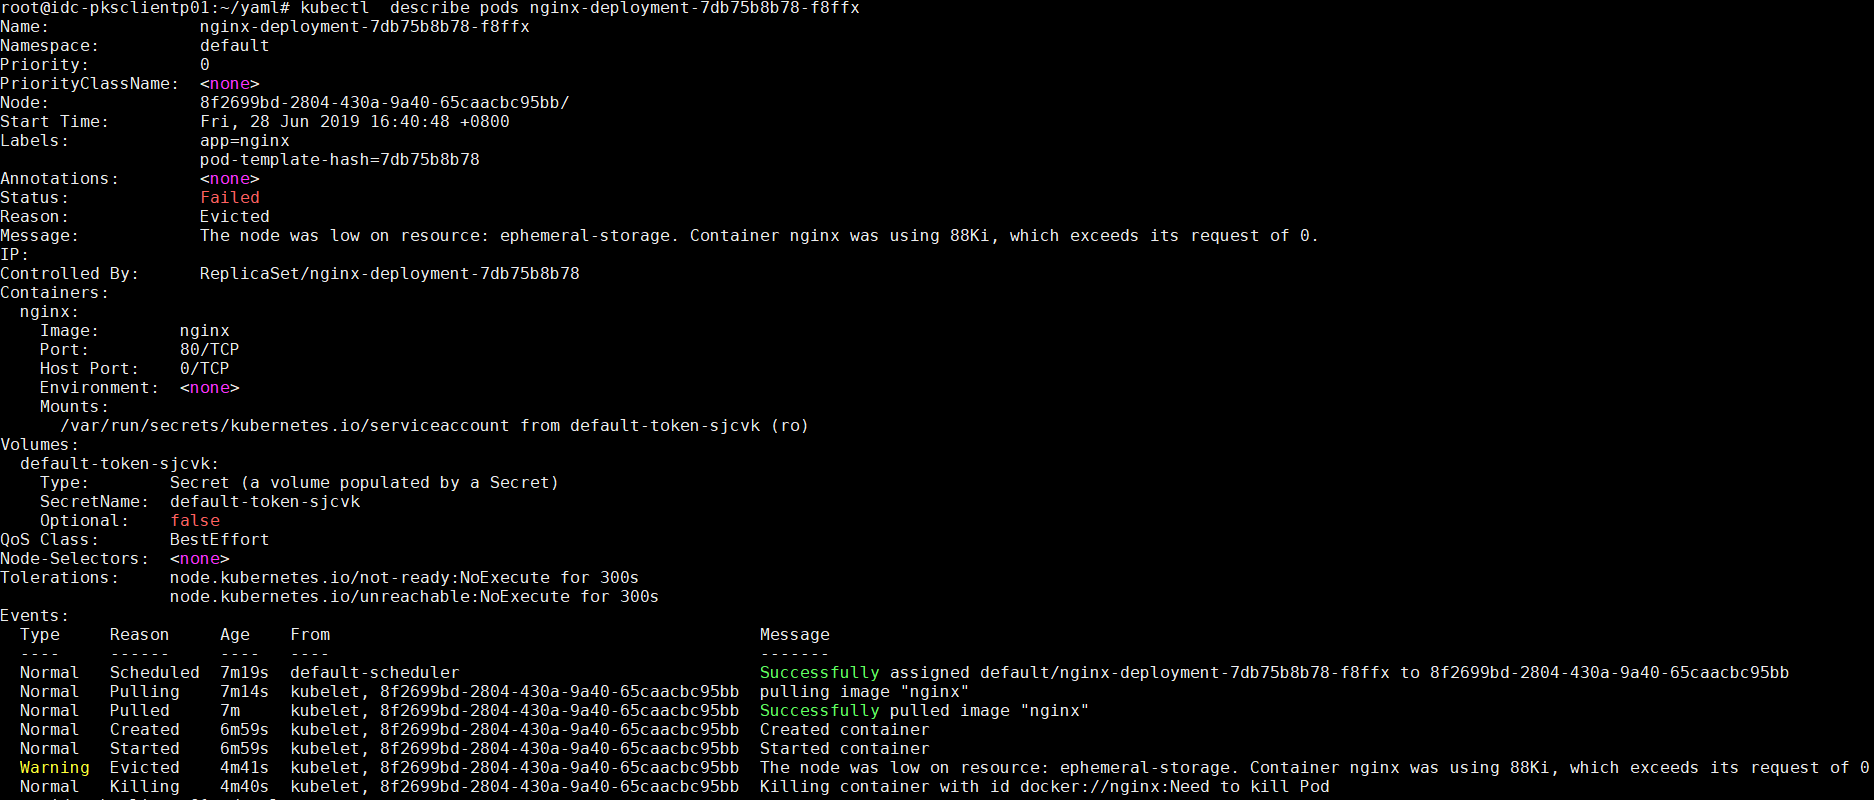 root@idc-pksclientp01:~/yaml# kubectl  describe pods nginx-deployment-7db75b8b78-f8ffx
Name:               nginx-deployment-7db75b8b78-f8ffx
Namespace:          default
Priority:           0
PriorityClassName:  <none>
Node:               8f2699bd-2804-430a-9a40-65caacbc95bb/
Start Time:         Fri, 28 Jun 2019 16:40:48 +0800
Labels:             app=nginx
                    pod-template-hash=7db75b8b78
Annotations:        <none>
Status:             Failed
Reason:             Evicted
Message:            The node was low on resource: ephemeral-storage. Container nginx was using 88Ki, which exceeds its request of 0.
IP:
Controlled By:      ReplicaSet/nginx-deployment-7db75b8b78
Containers:
  nginx:
    Image:        nginx
    Port:         80/TCP
    Host Port:    0/TCP
    Environment:  <none>
    Mounts:
      /var/run/secrets/kubernetes.io/serviceaccount from default-token-sjcvk (ro)
Volumes:
  default-token-sjcvk:
    Type:        Secret (a volume populated by a Secret)
    SecretName:  default-token-sjcvk
    Optional:    false
QoS Class:       BestEffort
Node-Selectors:  <none>
Tolerations:     node.kubernetes.io/not-ready:NoExecute for 300s
                 node.kubernetes.io/unreachable:NoExecute for 300s
Events:
  Type     Reason     Age    From                                           Message
  ----     ------     ----   ----                                           -------
  Normal   Scheduled  7m19s  default-scheduler                              Successfully assigned default/nginx-deployment-7db75b8b78-f8ffx to 8f2699bd-2804-430a-9a40-65caacbc95bb
  Normal   Pulling    7m14s  kubelet, 8f2699bd-2804-430a-9a40-65caacbc95bb  pulling image "nginx"
  Normal   Pulled     7m     kubelet, 8f2699bd-2804-430a-9a40-65caacbc95bb  Successfully pulled image "nginx"
  Normal   Created    6m59s  kubelet, 8f2699bd-2804-430a-9a40-65caacbc95bb  Created container
  Normal   Started    6m59s  kubelet, 8f2699bd-2804-430a-9a40-65caacbc95bb  Started container
  Warning  Evicted    4m41s  kubelet, 8f2699bd-2804-430a-9a40-65caacbc95bb  The node was low on resource: ephemeral-storage. Container nginx was using 88Ki, which exceeds its request of 0
  Normal   Killing    4m40s  kubelet, 8f2699bd-2804-430a-9a40-65caacbc95bb  Killing container with id docker://nginx:Need to kill Pod